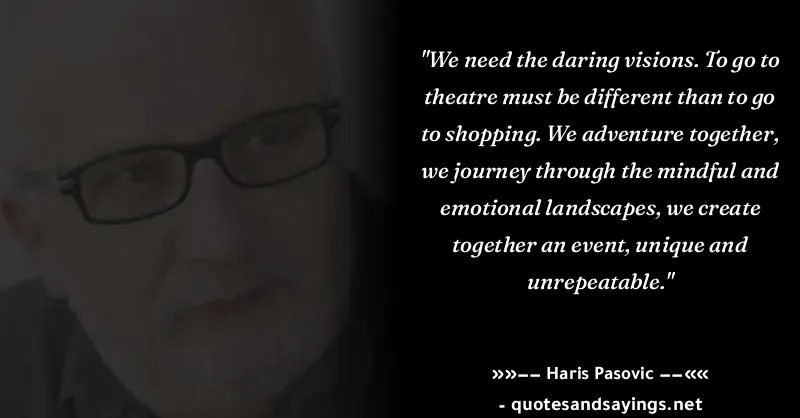 "We need the daring visions. To go to
theatre must be different than to go
to shopping. We adventure together,
we journey through the mindful and
emotional landscapes, we create
together an event, unique and
unrepeatable."
»»−− Haris Pasovic −−««
- quotesandsayings.net